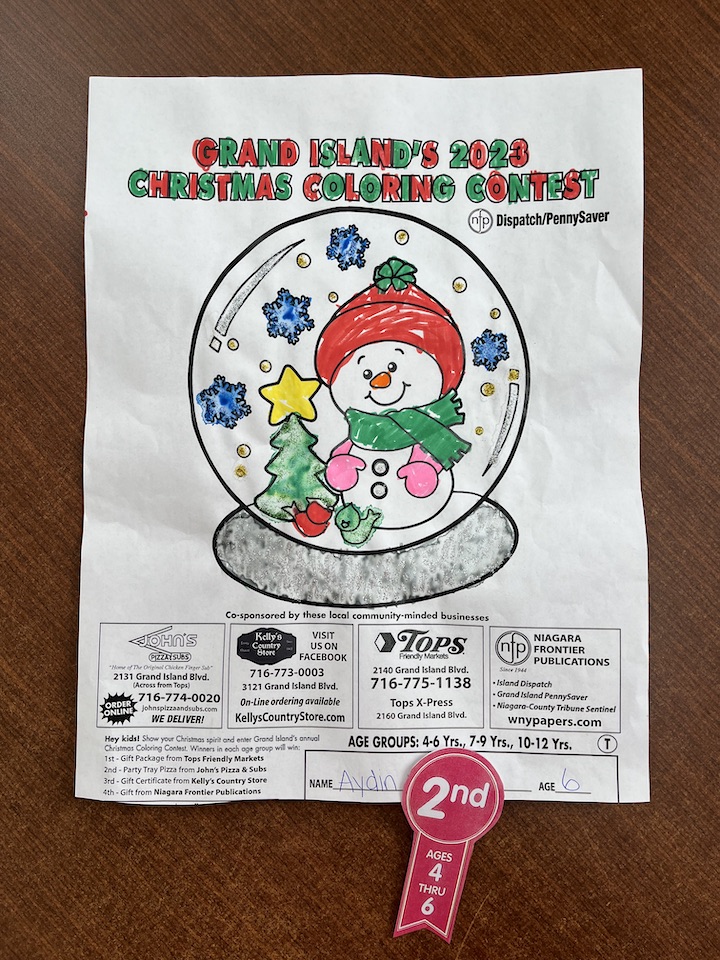 GRAND ISLAND'S 2023
CHRISTMAS COLORING CONTEST
nfp Dispatch/PennySaver
Co-sponsored by these local community-minded businesses
JOHN'S
PIZZA & SUBS
"Home of The Original Chicken Finger Sub"
2131 Grand Island Blvd.
(Across from Tops)
ORDER ONLINE!
716-774-0020
johnspizzaandsubs.com
WE DELIVER!
Kelly's
Country
Store
VISIT
US ON
FACEBOOK
716-773-0003
3121 Grand Island Blvd.
On-Line ordering available
KellysCountryStore.com
TOPS
Friendly Markets
2140 Grand Island Blvd.
716-775-1138
Tops X-Press
2160 Grand Island Blvd.
nfp
Since 1944
NIAGARA
FRONTIER
PUBLICATIONS
• Island Dispatch
• Grand Island PennySaver
• Niagara-County Tribune Sentinel
wnypapers.com
Hey kids! Show your Christmas spirit and enter Grand Island's annual
Christmas Coloring Contest. Winners in each age group will win:
1st - Gift Package from Tops Friendly Markets
2nd - Party Tray Pizza from John's Pizza & Subs
3rd - Gift Certificate from Kelly's Country Store
4th - Gift from Niagara Frontier Publications
AGE GROUPS: 4-6 Yrs., 7-9 Yrs., 10-12 Yrs. T
NAME Aydin AGE 6
2nd
AGES
4
THRU
6